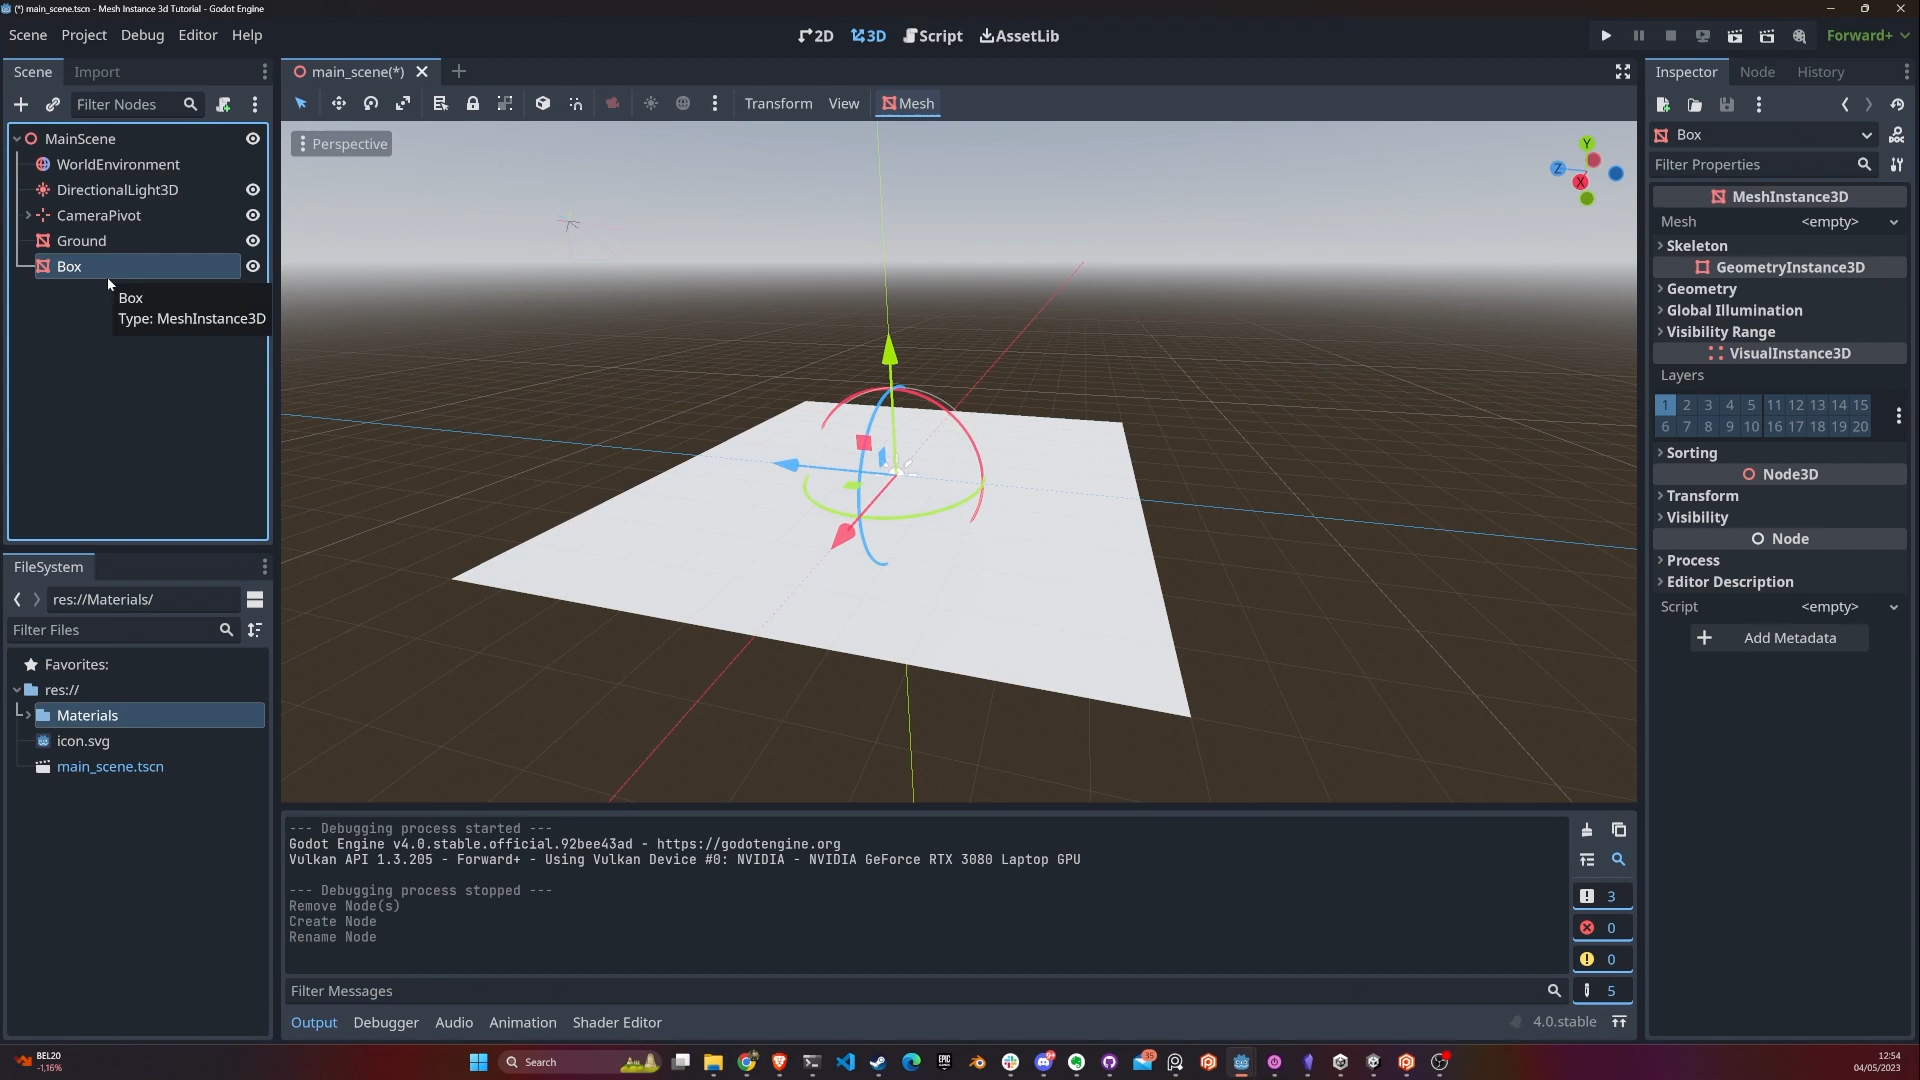 (*) main_scene.tscn - Mesh Instance 3d Tutorial - Godot Engine
Scene Project Debug Editor Help
2D 3D Script AssetLib
Forward+
Scene Import
main_scene(*)
Inspector Node History
Filter Nodes
Transform View Mesh
MainScene
WorldEnvironment
DirectionalLight3D
CameraPivot
Ground
Box
Box
Type: MeshInstance3D
Perspective
Y
Z
X
Box
Filter Properties
MeshInstance3D
Mesh <empty>
Skeleton
GeometryInstance3D
Geometry
Global Illumination
Visibility Range
VisualInstance3D
Layers
1 2 3 4 5 11 12 13 14 15
6 7 8 9 10 16 17 18 19 20
Sorting
Node3D
Transform
Visibility
Node
Process
Editor Description
Script <empty>
Add Metadata
FileSystem
res://Materials/
Filter Files
Favorites:
res://
Materials
icon.svg
main_scene.tscn
--- Debugging process started ---
Godot Engine v4.0.stable.official.92bee43ad - https://godotengine.org
Vulkan API 1.3.205 - Forward+ - Using Vulkan Device #0: NVIDIA - NVIDIA GeForce RTX 3080 Laptop GPU
--- Debugging process stopped ---
Remove Node(s)
Create Node
Rename Node
3
0
0
5
Filter Messages
Output Debugger Audio Animation Shader Editor
4.0.stable
BEL20
-1,16%
Search
35
12:54
04/05/2023